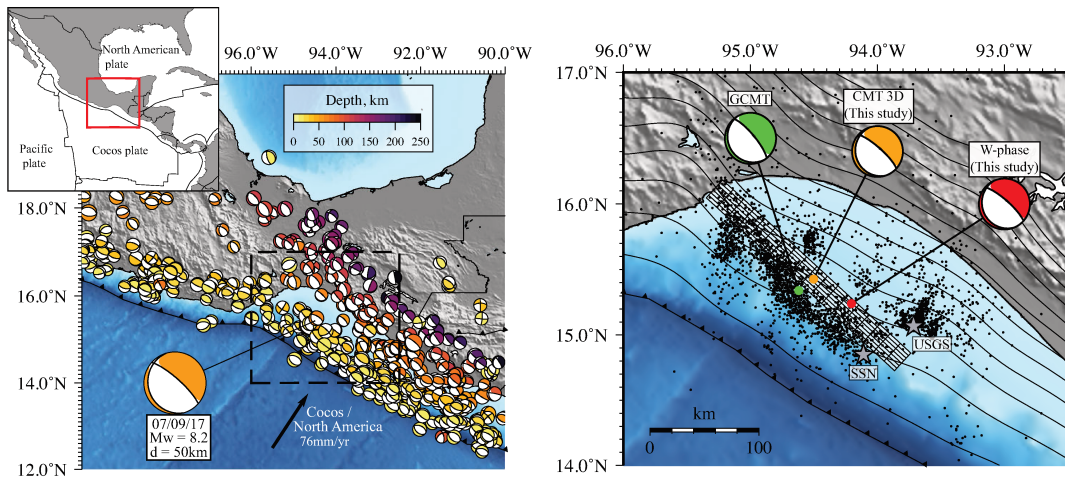 North American
plate
Pacific
plate
Cocos plate
96.0˚W
94.0˚W
92.0˚W
90.0˚W
Depth, km
0
50
100
150
200
250
18.0˚N
16.0˚N
14.0˚N
12.0˚N
07/09/17
Mw = 8.2
d = 50km
Cocos /
North America
76mm/yr
96.0˚W
95.0˚W
94.0˚W
93.0˚W
17.0˚N
16.0˚N
15.0˚N
14.0˚N
GCMT
CMT 3D
(This study)
W-phase
(This study)
USGS
SSN
km
0
100